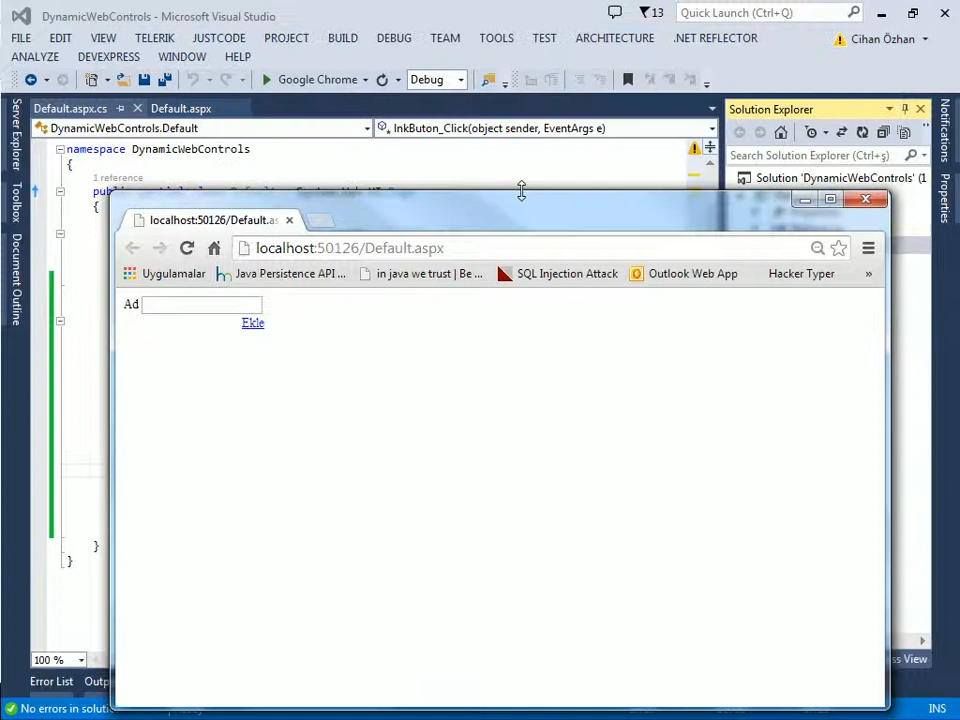 DynamicWebControls - Microsoft Visual Studio
13
Quick Launch (Ctrl+Q)
FILE EDIT VIEW TELERIK JUSTCODE PROJECT BUILD DEBUG TEAM TOOLS TEST ARCHITECTURE .NET REFLECTOR
Cihan Özhan
ANALYZE DEVEXPRESS WINDOW HELP
Google Chrome
Debug
Server Explorer
Toolbox
Document Outline
Default.aspx.cs
Default.aspx
DynamicWebControls.Default
lnkButon_Click(object sender, EventArgs e)
namespace DynamicWebControls
{
1 reference
{
Solution Explorer
Search Solution Explorer (Ctrl+ş)
Solution 'DynamicWebControls' (1
Notifications
Properties
localhost:50126/Default.as
localhost:50126/Default.aspx
Uygulamalar
Java Persistence API ...
in java we trust | Be ...
SQL Injection Attack
Outlook Web App
Hacker Typer
»
Ad
Ekle
}
}
100 %
ss View
Error List
Outp
No errors in soluti
INS